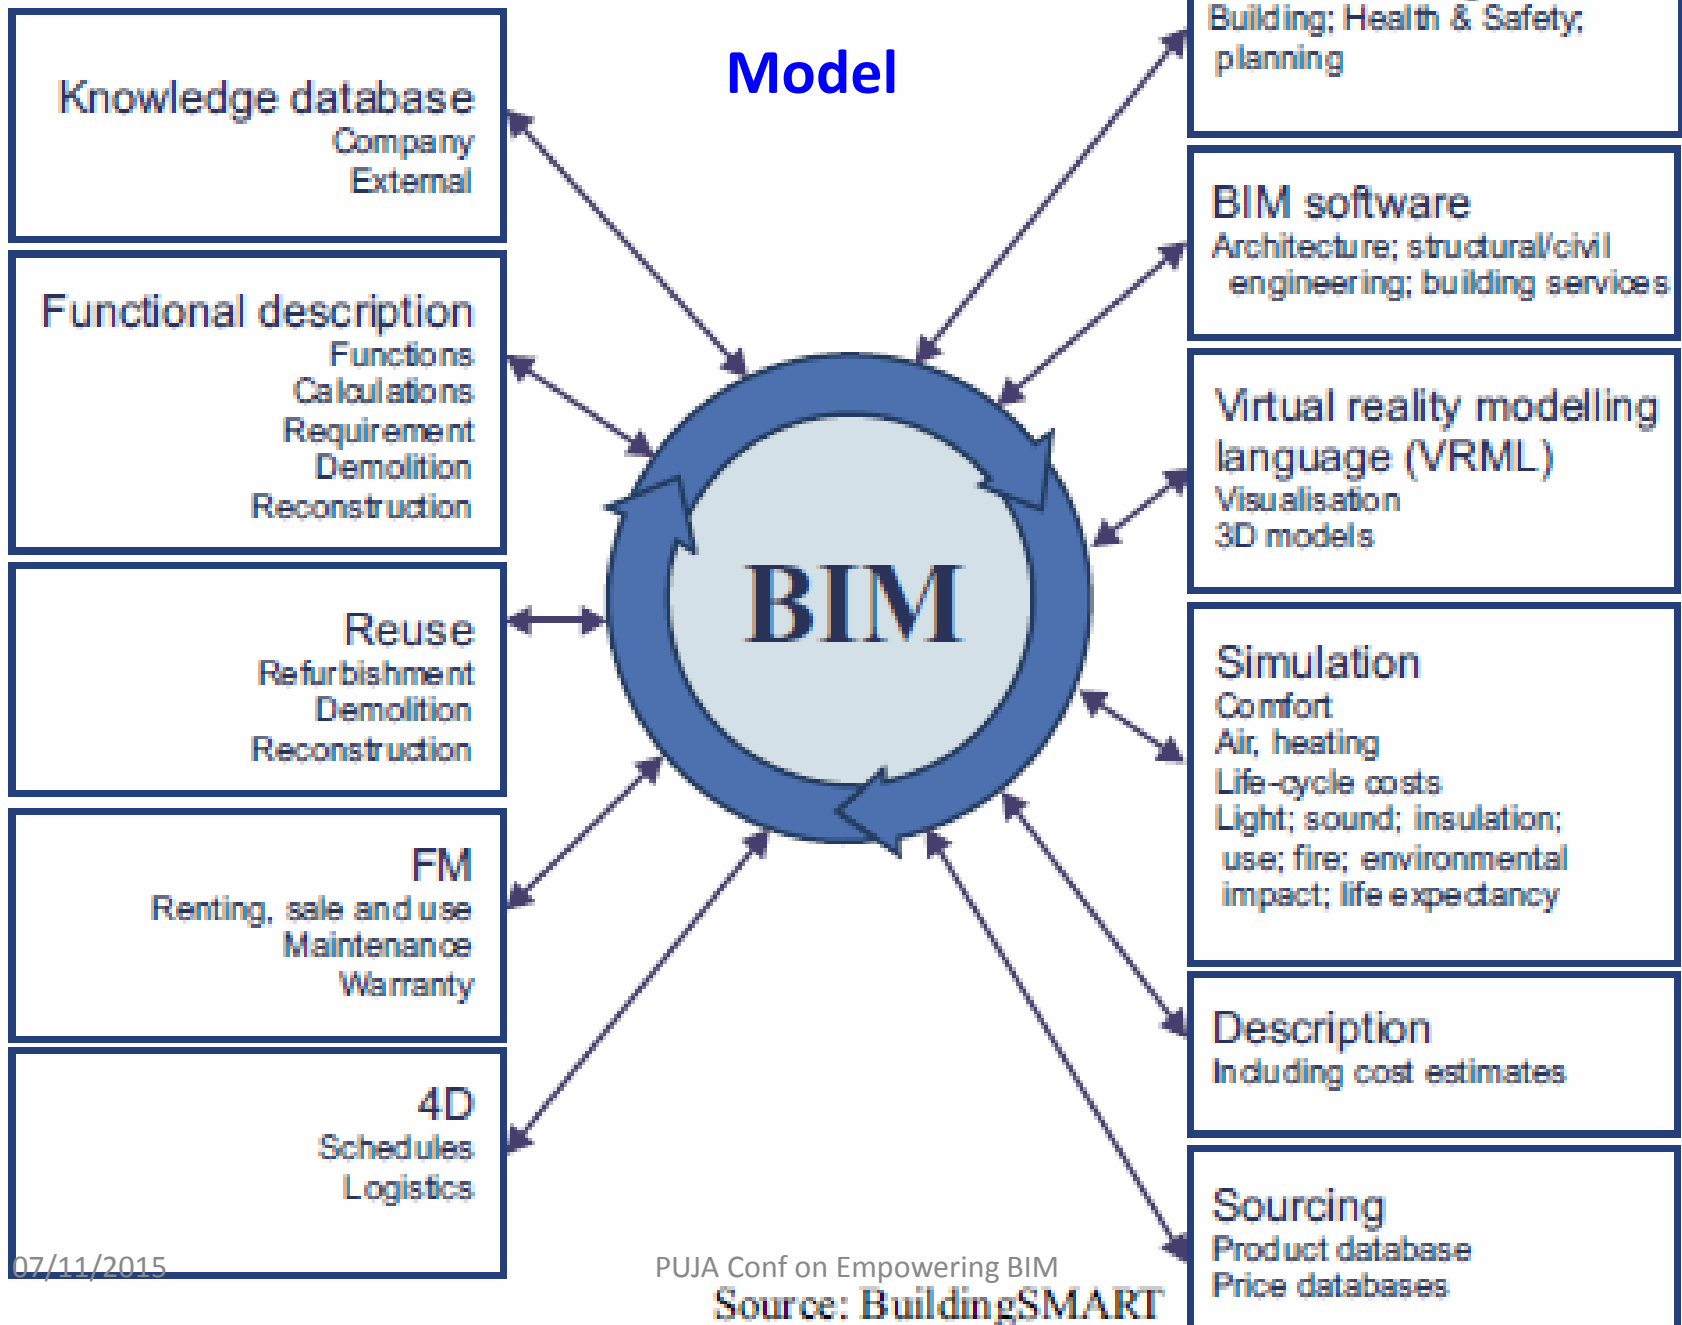 Model
Knowledge database
Company
External
Functional description
Functions
Calculations
Requirement
Demolition
Reconstruction
Reuse
Refurbishment
Demolition
Reconstruction
FM
Renting, sale and use
Maintenance
Warranty
4D
Schedules
Logistics
BIM
Building; Health & Safety;
planning
BIM software
Architecture; structural/civil
engineering; building services
Virtual reality modelling
language (VRML)
Visualisation
3D models
Simulation
Comfort
Air, heating
Life-cycle costs
Light; sound; insulation;
use; fire; environmental
impact; life expectancy
Description
Including cost estimates
Sourcing
Product database
Price databases
07/11/2015
PUJA Conf on Empowering BIM
Source: BuildingSMART